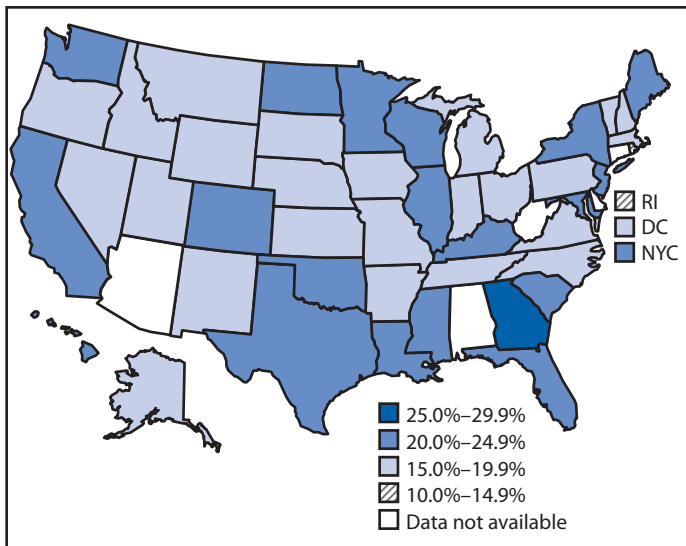 RI
DC
NYC
25.0%–29.9%
20.0%–24.9%
15.0%–19.9%
10.0%–14.9%
Data not available